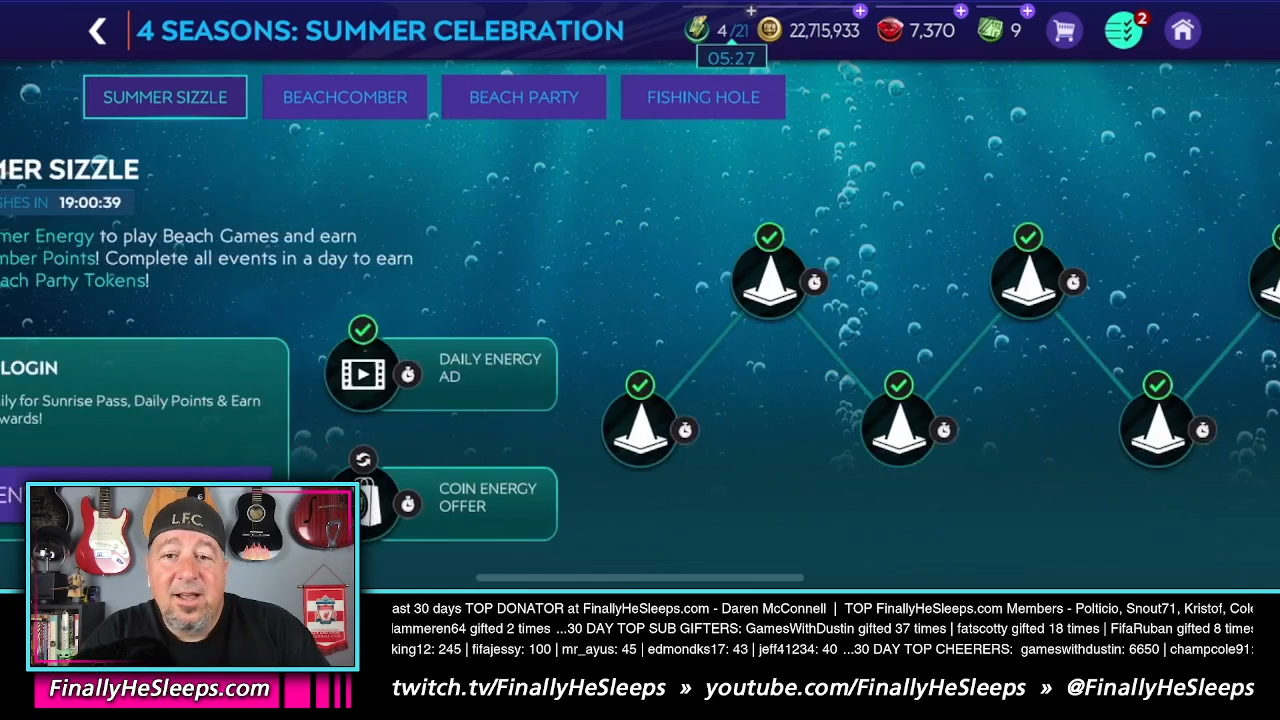 4 SEASONS: SUMMER CELEBRATION
4/21
22,715,933
7,370
9
2
05:27
SUMMER SIZZLE
BEACHCOMBER
BEACH PARTY
FISHING HOLE
MER SIZZLE
SHES IN 19:00:39
mer Energy to play Beach Games and earn
mber Points! Complete all events in a day to earn
ach Party Tokens!
LOGIN
ily for Sunrise Pass, Daily Points & Earn
wards!
EN
DAILY ENERGY
AD
COIN ENERGY
OFFER
L.F.C.
ast 30 days TOP DONATOR at FinallyHeSleeps.com - Daren McConnell | TOP FinallyHeSleeps.com Members - Polticio, Snout71, Kristof, Cole
lammeren64 gifted 2 times ...30 DAY TOP SUB GIFTERS: GamesWithDustin gifted 37 times | fatscotty gifted 18 times | FifaRuban gifted 8 times
king12: 245 | fifajessy: 100 | mr_ayus: 45 | edmondks17: 43 | jeff41234: 40 ...30 DAY TOP CHEERERS: gameswithdustin: 6650 | champcole91:
FinallyHeSleeps.com
twitch.tv/FinallyHeSleeps » youtube.com/FinallyHeSleeps » @FinallyHeSleeps